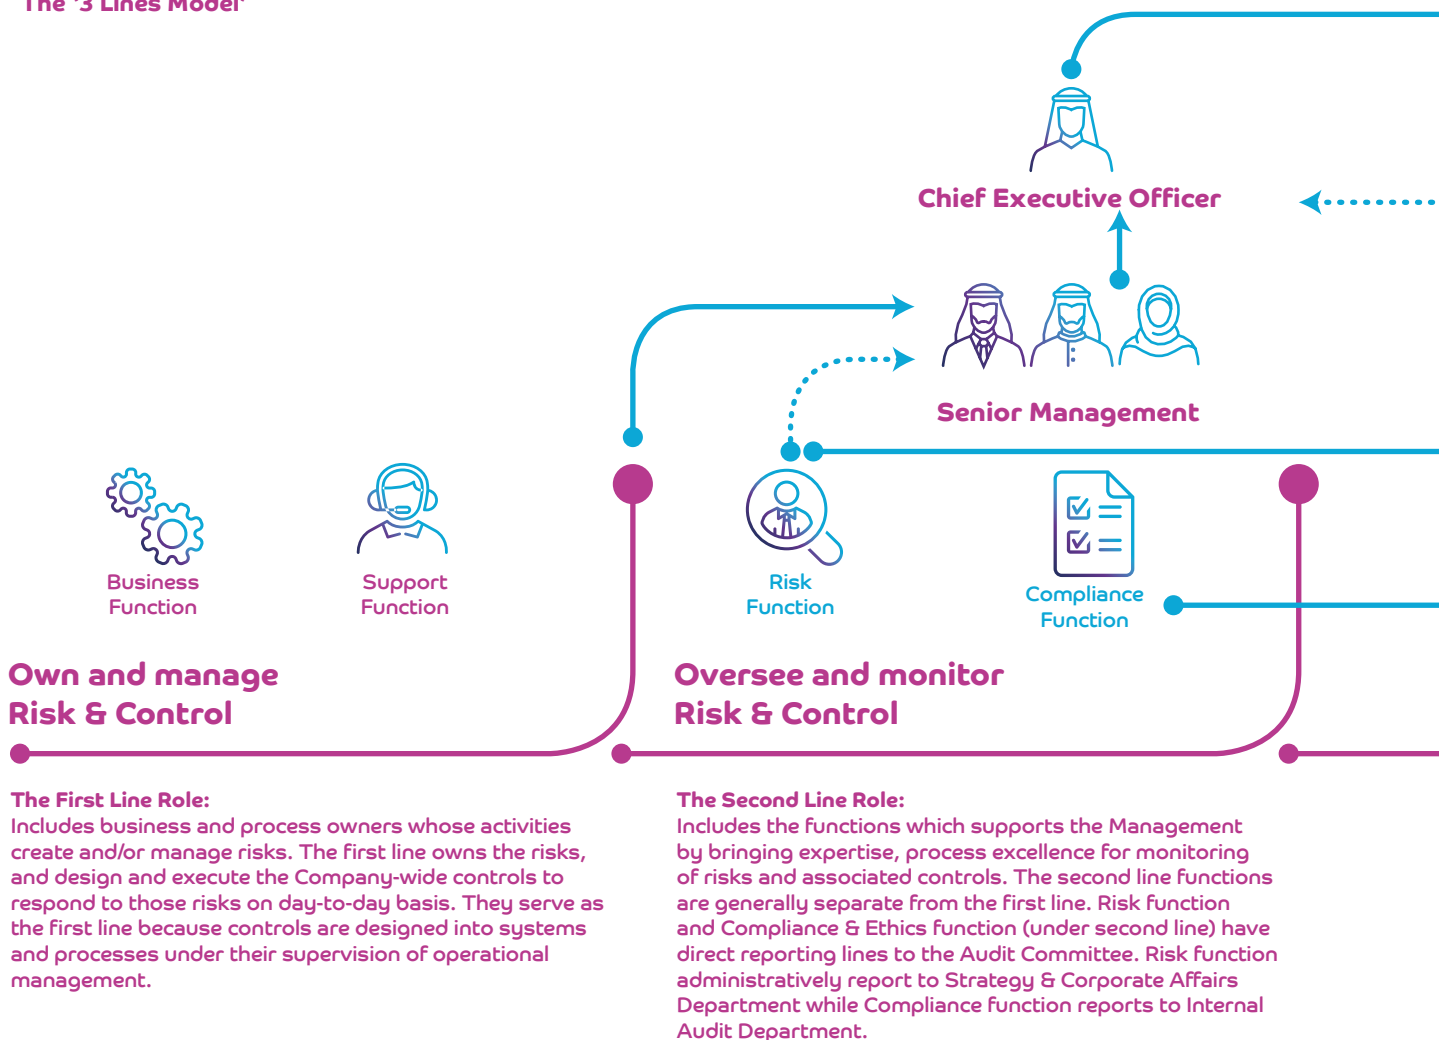 The '3 Lines Model'
Chief Executive Officer
Senior Management
Business
Function
Support
Function
Risk
Function
Compliance
Function
Own and manage
Risk & Control
Oversee and monitor
Risk & Control
The First Line Role:
Includes business and process owners whose activities
create and/or manage risks. The first line owns the risks,
and design and execute the Company-wide controls to
respond to those risks on day-to-day basis. They serve as
the first line because controls are designed into systems
and processes under their supervision of operational
management.
The Second Line Role:
Includes the functions which supports the Management
by bringing expertise, process excellence for monitoring
of risks and associated controls. The second line functions
are generally separate from the first line. Risk function
and Compliance & Ethics function (under second line) have
direct reporting lines to the Audit Committee. Risk function
administratively report to Strategy & Corporate Affairs
Department while Compliance function reports to Internal
Audit Department.